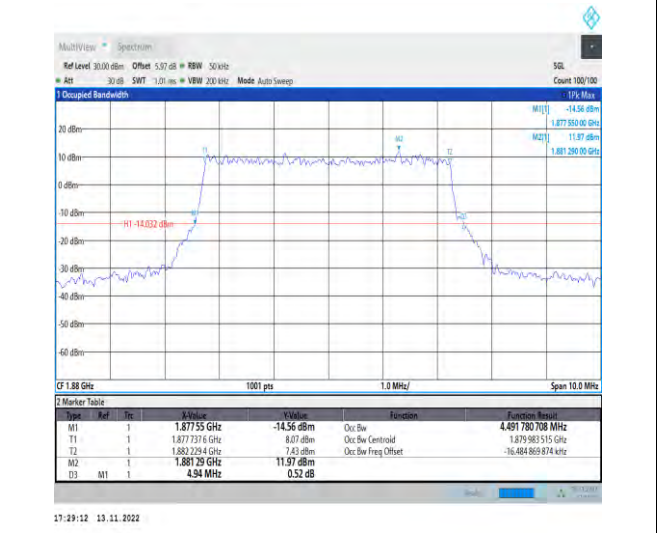 MultiView Spectrum
Ref Level 30.00 dBm Offset 5.97 dB RBW 50 kHz SGL
Att 30 dB SWT 1.01 ms VBW 200 kHz Mode Auto Sweep Count 100/100
1 Occupied Bandwidth 1Pk Max
M1[1] -14.56 dBm
1.877 550 00 GHz
M2[1] 11.97 dBm
1.881 290 00 GHz
20 dBm
M2
T1 T2
10 dBm
0 dBm
-10 dBm
H1 -14.032 dBm
-20 dBm
-30 dBm
-40 dBm
-50 dBm
-60 dBm
CF 1.88 GHz 1001 pts 1.0 MHz/ Span 10.0 MHz
2 Marker Table
Type Ref Trc X-Value Y-Value Function Function Result
M1 1 1.877 55 GHz -14.56 dBm Occ Bw 4.491 780 708 MHz
T1 1 1.877 737 6 GHz 8.07 dBm Occ Bw Centroid 1.879 983 515 GHz
T2 1 1.882 229 4 GHz 7.43 dBm Occ Bw Freq Offset -16.484 869 874 kHz
M2 1 1.881 29 GHz 11.97 dBm
D3 M1 1 4.94 MHz 0.52 dB
17:29:12 13.11.2022